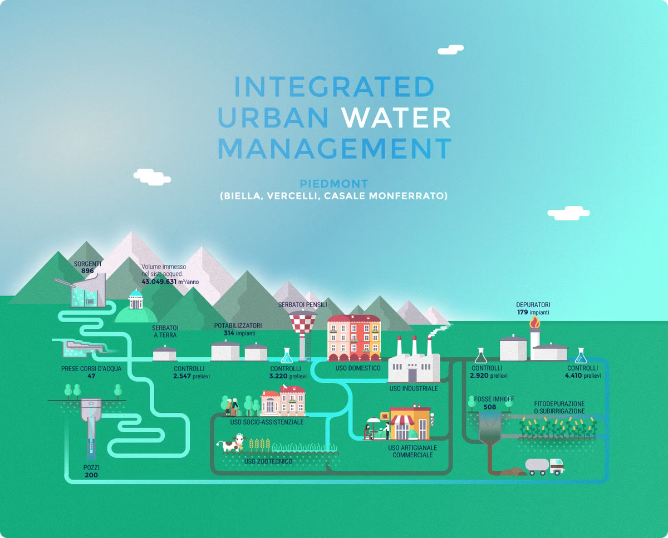 INTEGRATED
URBAN WATER
MANAGEMENT
PIEDMONT
(BIELLA, VERCELLI, CASALE MONFERRATO)
SORGENTI
896
Volume immesso
nel sist. acqued.
43.049.631 m³/anno
SERBATOI
A TERRA
POTABILIZZATORI
314 impianti
SERBATOI PENSILI
DEPURATORI
179 impianti
PRESE CORSI D'ACQUA
47
CONTROLLI
2.547 prelievi
CONTROLLI
3.220 prelievi
USO DOMESTICO
USO INDUSTRIALE
CONTROLLI
2.920 prelievi
CONTROLLI
4.410 prelievi
FOSSE IMHOFF
508
FITODEPURAZIONE
O SUBIRRIGAZIONE
USO SOCIO-ASSISTENZIALE
USO ZOOTECNICO
USO ARTIGIANALE
COMMERCIALE
POZZI
200